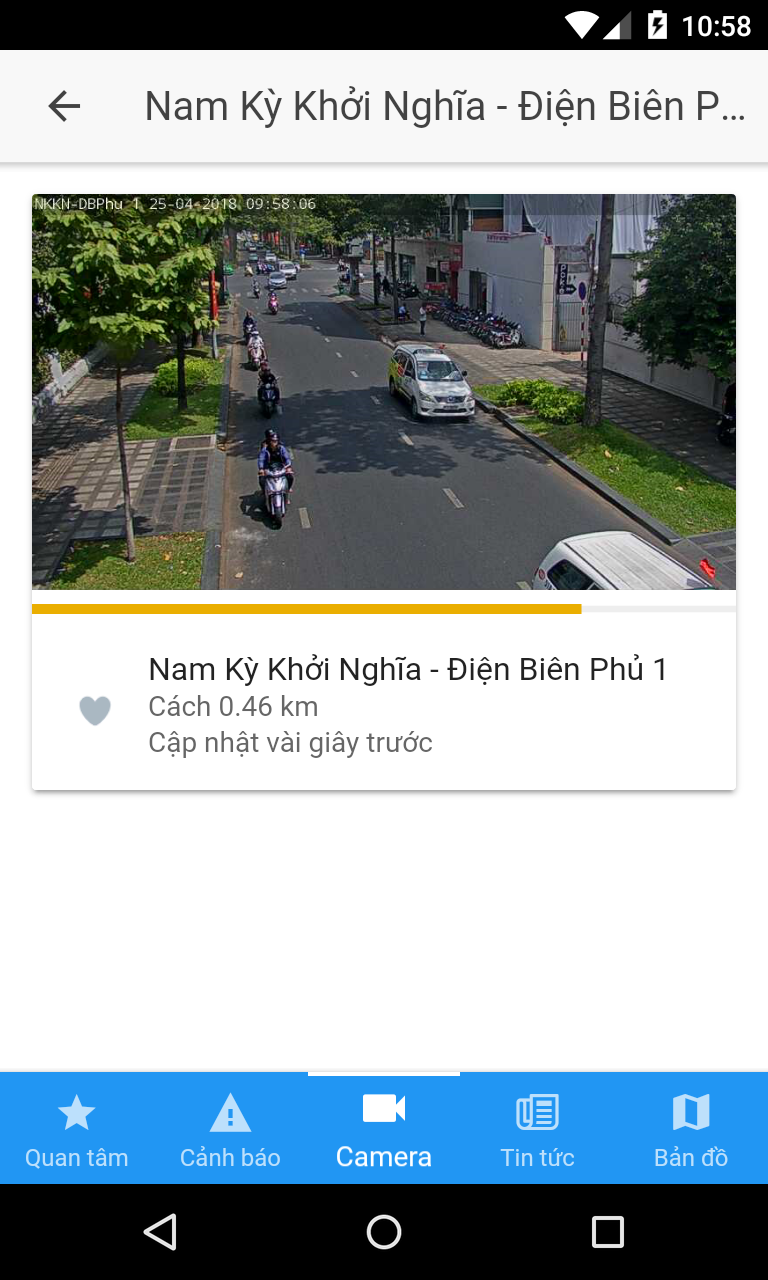 10:58
Nam Kỳ Khởi Nghĩa - Điện Biên P...
NKKN-DBPhu 1 25-04-2018 09:58:06
Nam Kỳ Khởi Nghĩa - Điện Biên Phủ 1
Cách 0.46 km
Cập nhật vài giây trước
Quan tâm
Cảnh báo
Camera
Tin tức
Bản đồ